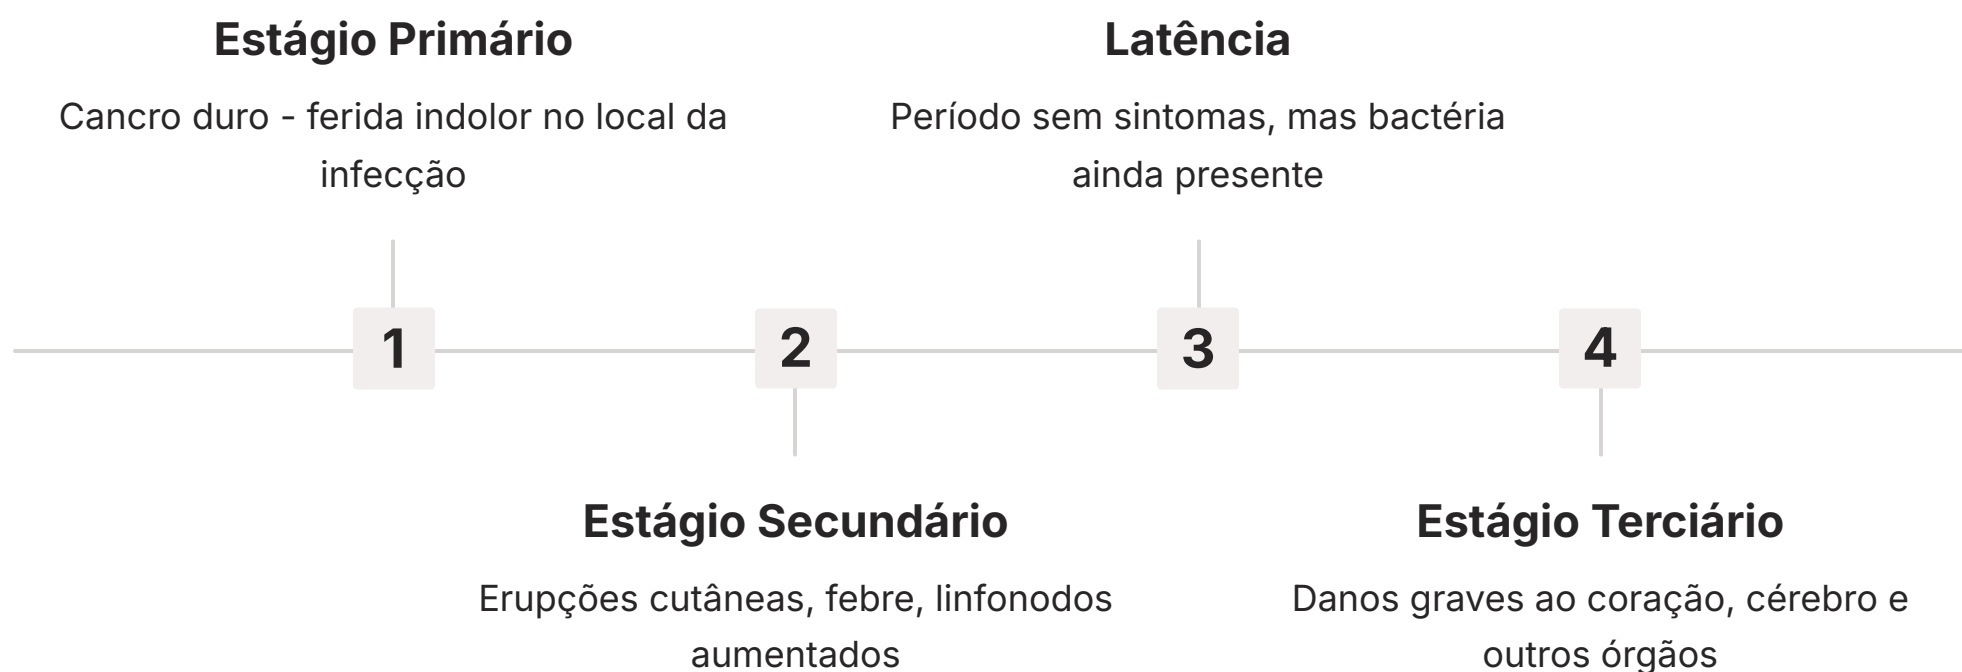 Estágio Primário
Cancro duro - ferida indolor no local da
infecção
Latência
Período sem sintomas, mas bactéria
ainda presente
1
2
3
4
Estágio Secundário
Erupções cutâneas, febre, linfonodos
aumentados
Estágio Terciário
Danos graves ao coração, cérebro e
outros órgãos